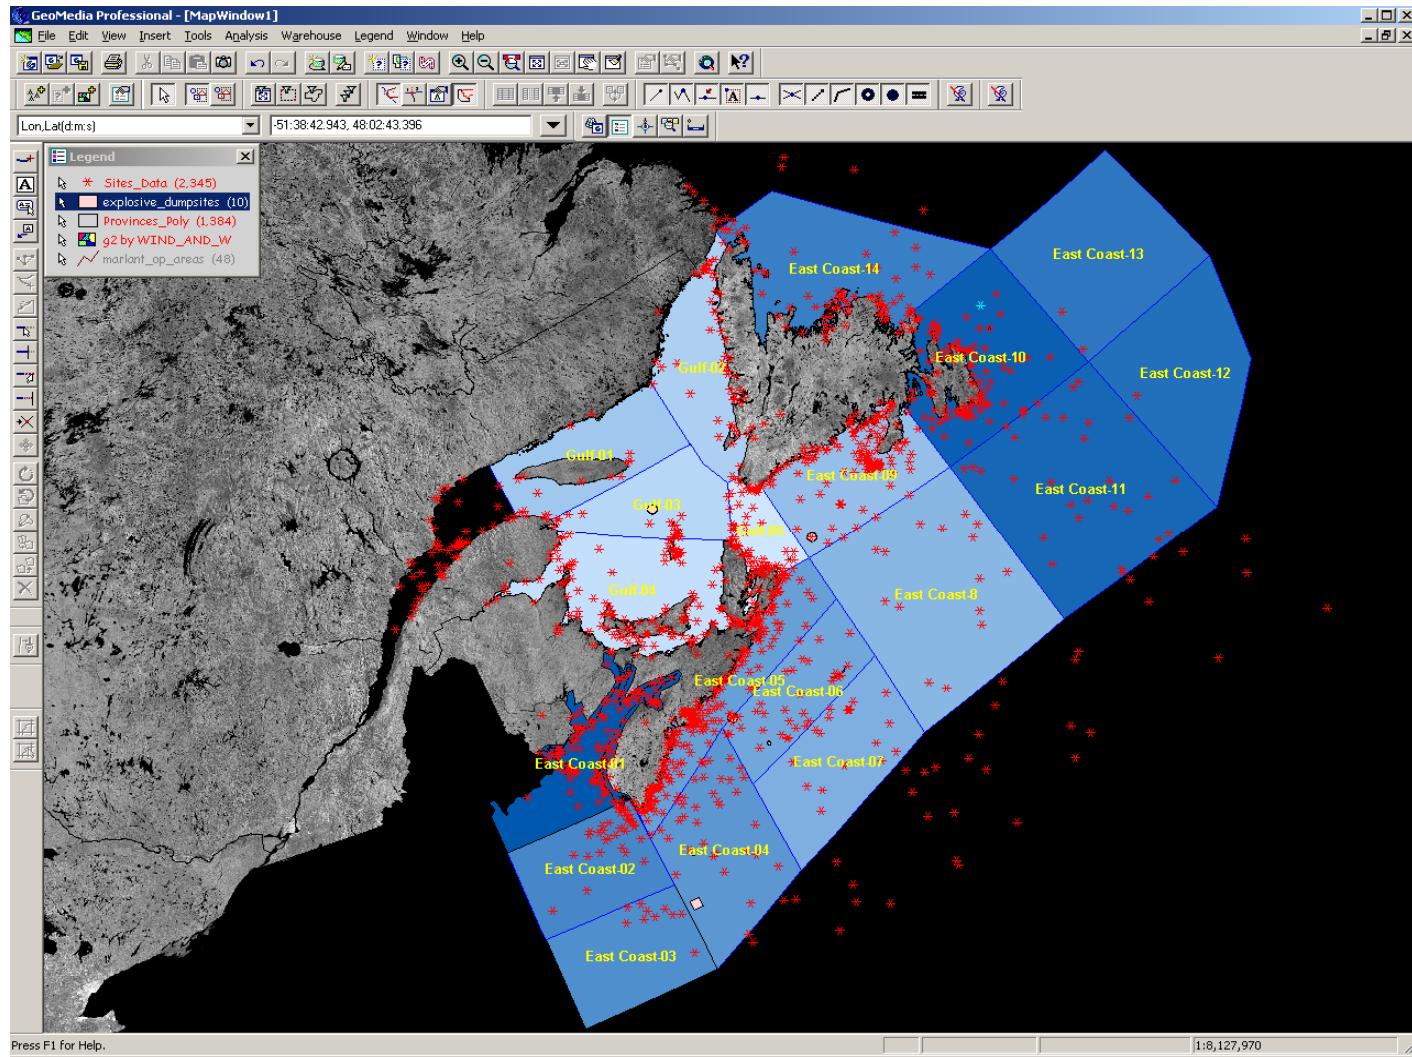 GeoMedia Professional - [MapWindow1]
File Edit View Insert Tools Analysis Warehouse Legend Window Help
Lon,Lat(d:m:s) -51:38:42.943, 48:02:43.396
Legend
Sites_Data (2,345)
explosive_dumpsites (10)
Provinces_Poly (1,384)
g2 by WIND_AND_W
marlant_op_areas (48)
East Coast-13
East Coast-14
East Coast-10
Gulf-02
East Coast-12
Gulf-01
East Coast-09
East Coast-11
Gulf-03
Gulf-05
Gulf-04
East Coast-8
East Coast-05
East Coast-06
East Coast-01
East Coast-07
East Coast-04
East Coast-02
East Coast-03
Press F1 for Help. 1:8,127,970